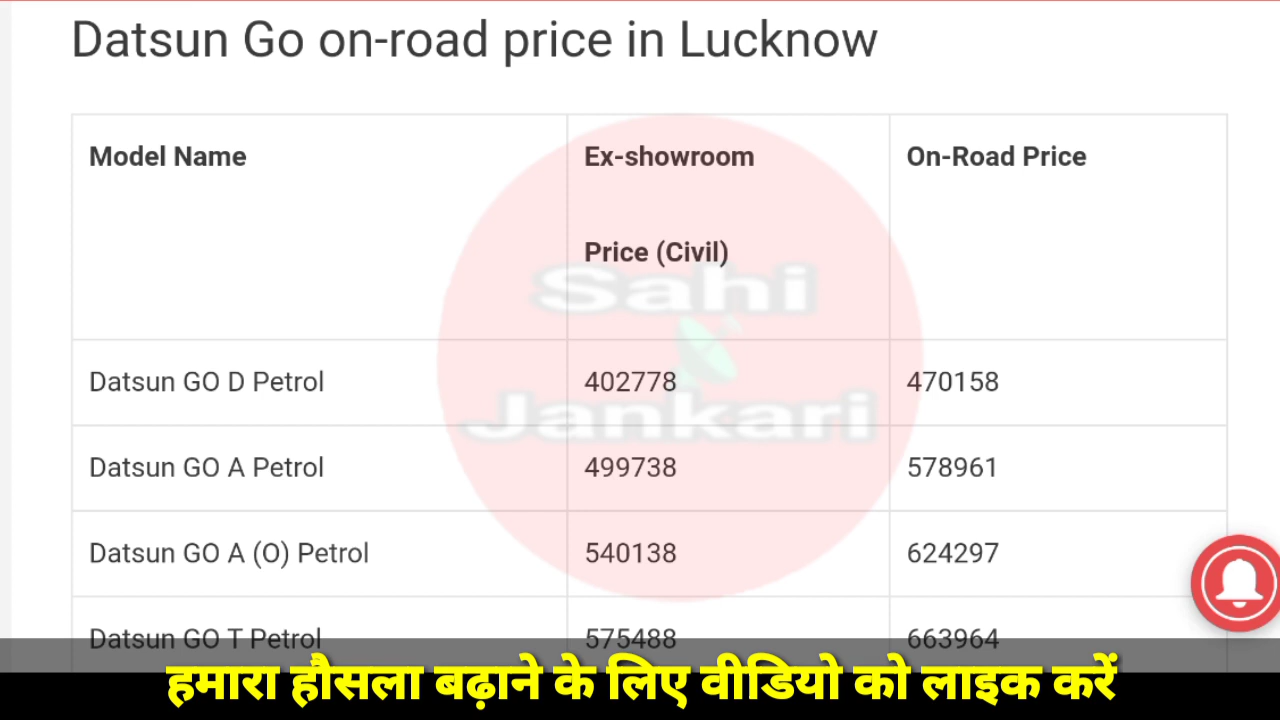 Datsun Go on-road price in Lucknow
Model Name Ex-showroom On-Road Price
Price (Civil)
Sahi
Datsun GO D Petrol 402778 470158
Jankari
Datsun GO A Petrol 499738 578961
Datsun GO A (O) Petrol 540138 624297
Datsun GO T Petrol 575488 663964
हमारा हौसला बढ़ाने के लिए वीडियो को लाइक करें